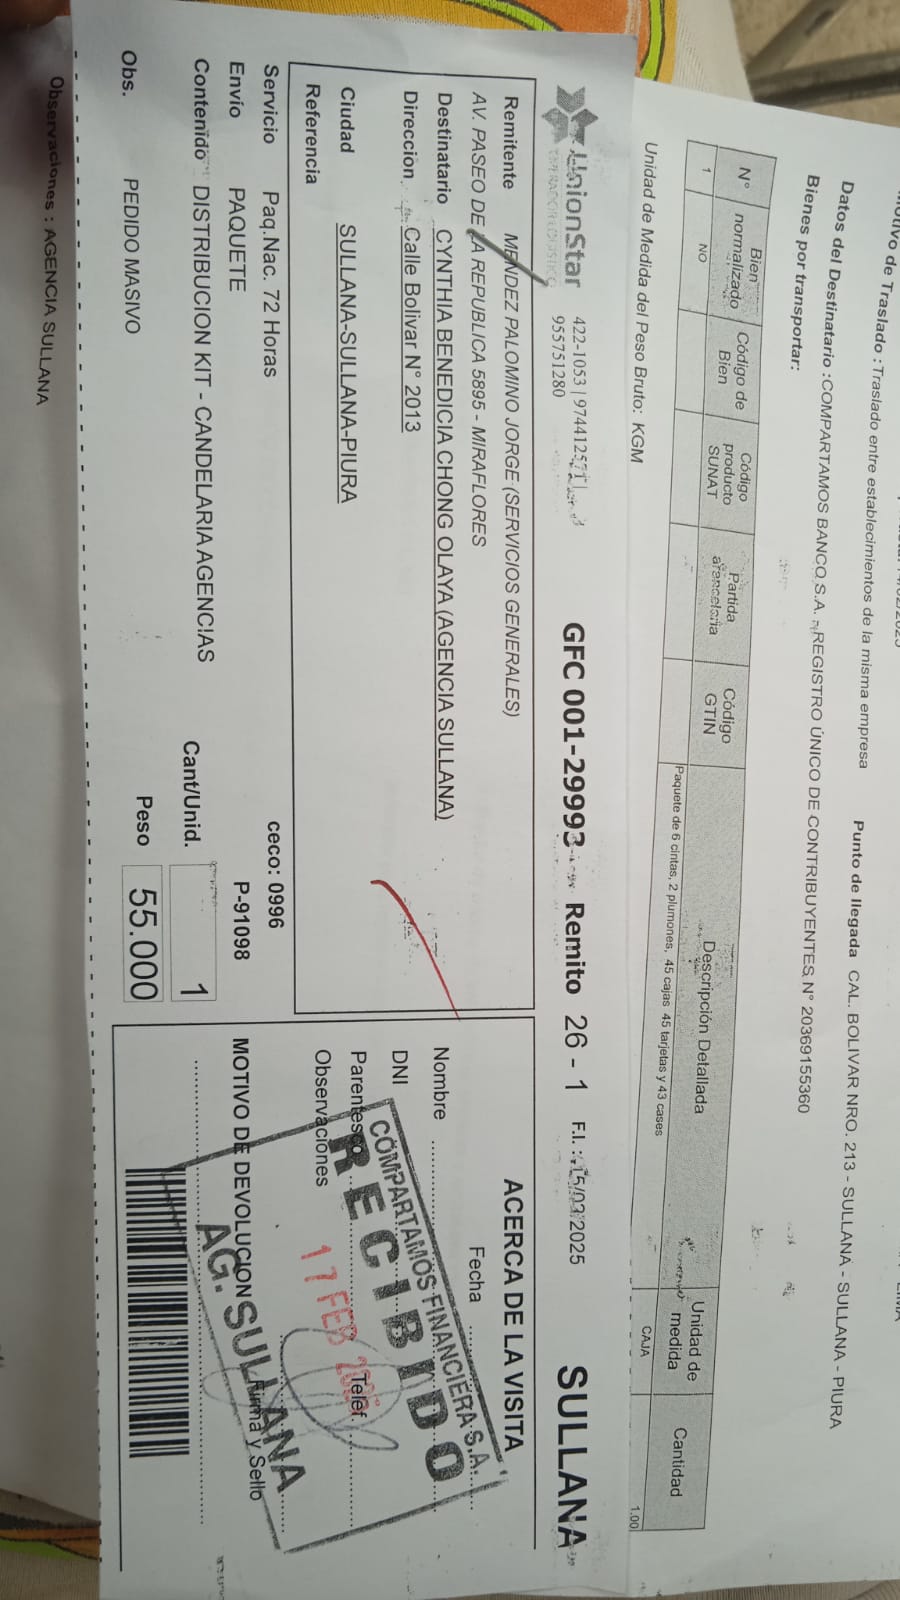 Motivo de Traslado : Traslado entre establecimientos de la misma empresa
Punto de llegada CAL. BOLIVAR NRO. 213 - SULLANA - SULLANA - PIURA
Datos del Destinatario : COMPARTAMOS BANCO S.A. - REGISTRO ÚNICO DE CONTRIBUYENTES N° 20369155360
Bienes por transportar:
N° Bien normalizado Código de Bien Código producto SUNAT Partida arancelaria Código GTIN Descripción Detallada Unidad de medida Cantidad
1 NO Paquete de 6 cintas, 2 plumones, 45 cajas 45 tarjetas y 43 cases CAJA 1.00
Unidad de Medida del Peso Bruto: KGM
UnionStar
OPERADOR LOGISTICO
422-1053 | 974412571 |
955751280
GFC 001-29993 Remito 26 - 1 F.I.: /2025 SULLANA
Remitente MENDEZ PALOMINO JORGE (SERVICIOS GENERALES)
AV. PASEO DE LA REPUBLICA 5895 - MIRAFLORES
Destinatario CYNTHIA BENEDICIA CHONG OLAYA (AGENCIA SULLANA)
Direccion Calle Bolivar N° 2013
Ciudad SULLANA-SULLANA-PIURA
Referencia
Servicio Paq.Nac. 72 Horas ceco: 0996
Envío PAQUETE P-91098
Contenido DISTRIBUCION KIT - CANDELARIA AGENCIAS Cant/Unid. 1
Obs. PEDIDO MASIVO Peso 55.000
ACERCA DE LA VISITA
Fecha
Nombre
DNI
Parentesco Telef.
Observaciones
MOTIVO DE DEVOLUCION Firma y Sello
COMPARTAMOS FINANCIERA S.A.
RECIBIDO
17 FEB
AG. SULLANA
Observaciones : AGENCIA SULLANA